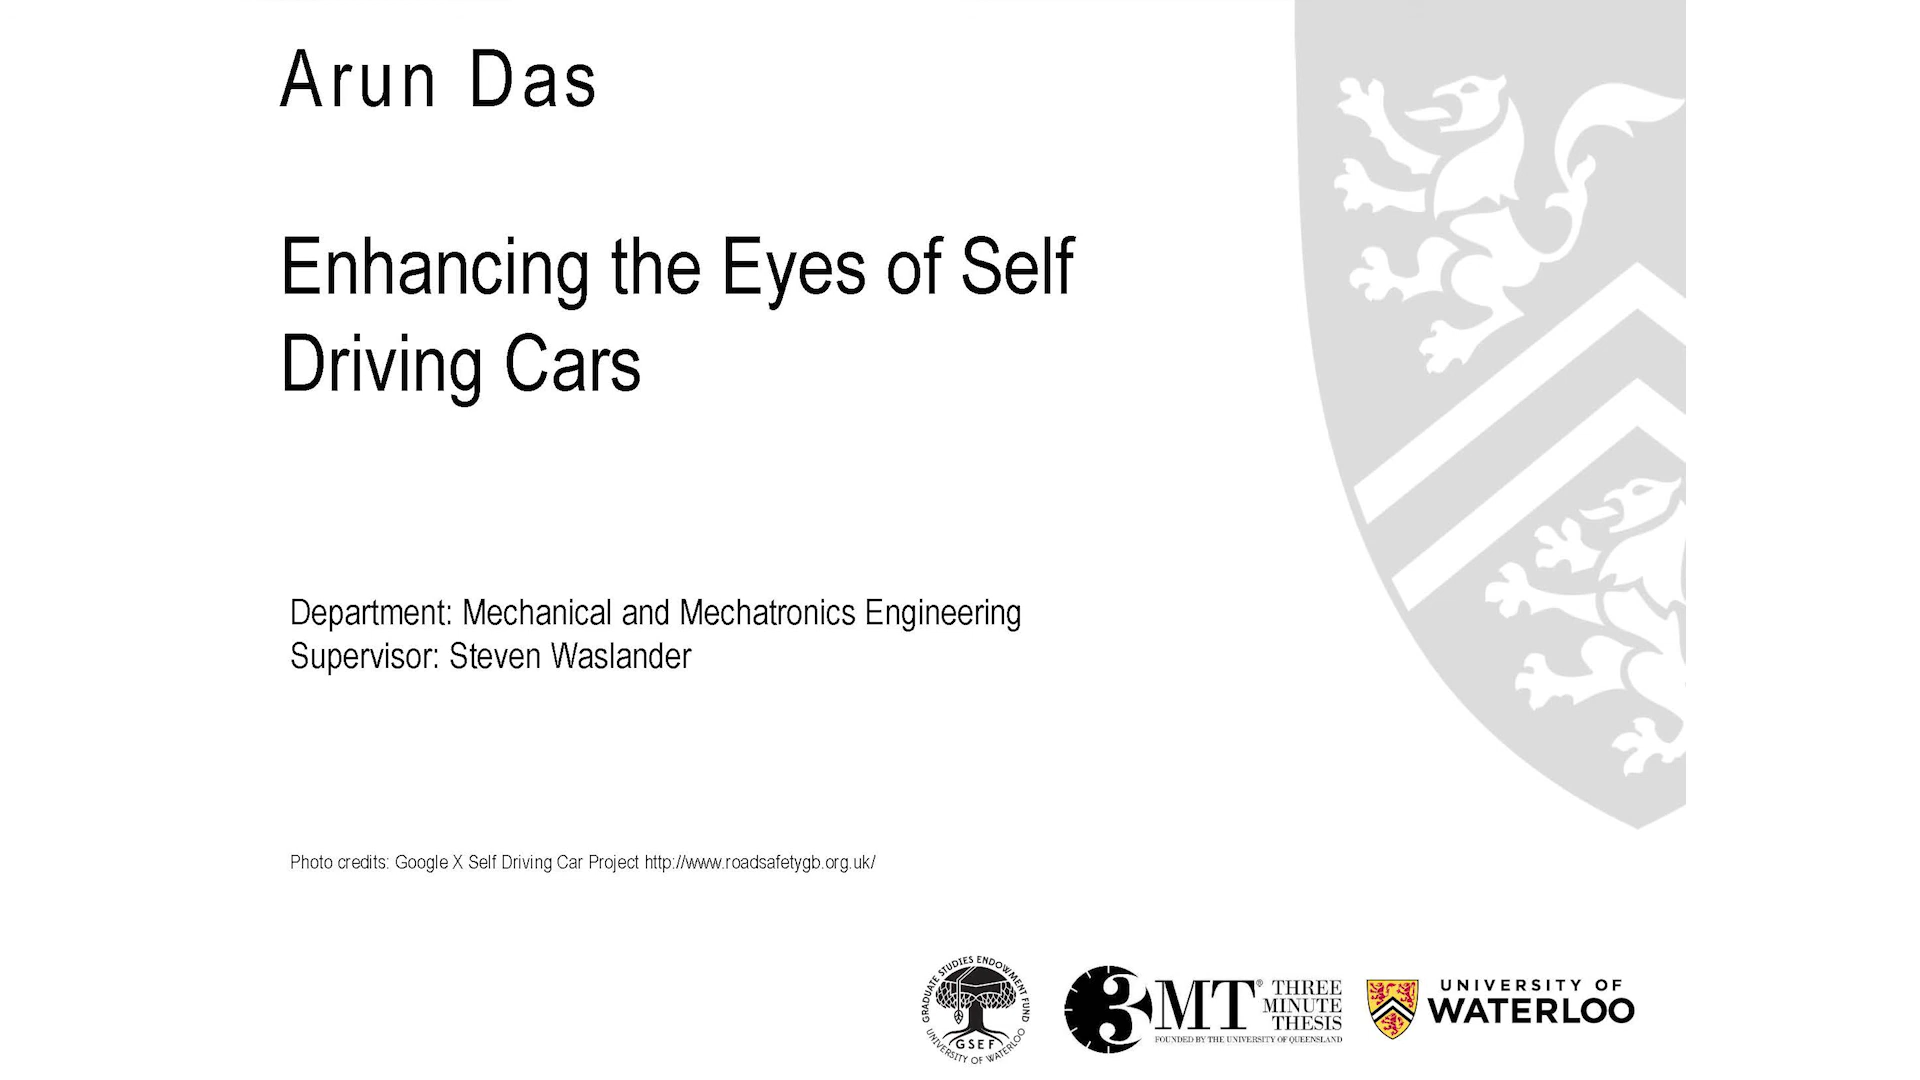 Arun Das
Enhancing the Eyes of Self
Driving Cars
Department: Mechanical and Mechatronics Engineering
Supervisor: Steven Waslander
Photo credits: Google X Self Driving Car Project http://www.roadsafetygb.org.uk/
GRADUATE STUDIES ENDOWMENT FUND
GSEF
UNIVERSITY OF WATERLOO
3MT® THREE
MINUTE
THESIS
FOUNDED BY THE UNIVERSITY OF QUEENSLAND
UNIVERSITY OF
WATERLOO